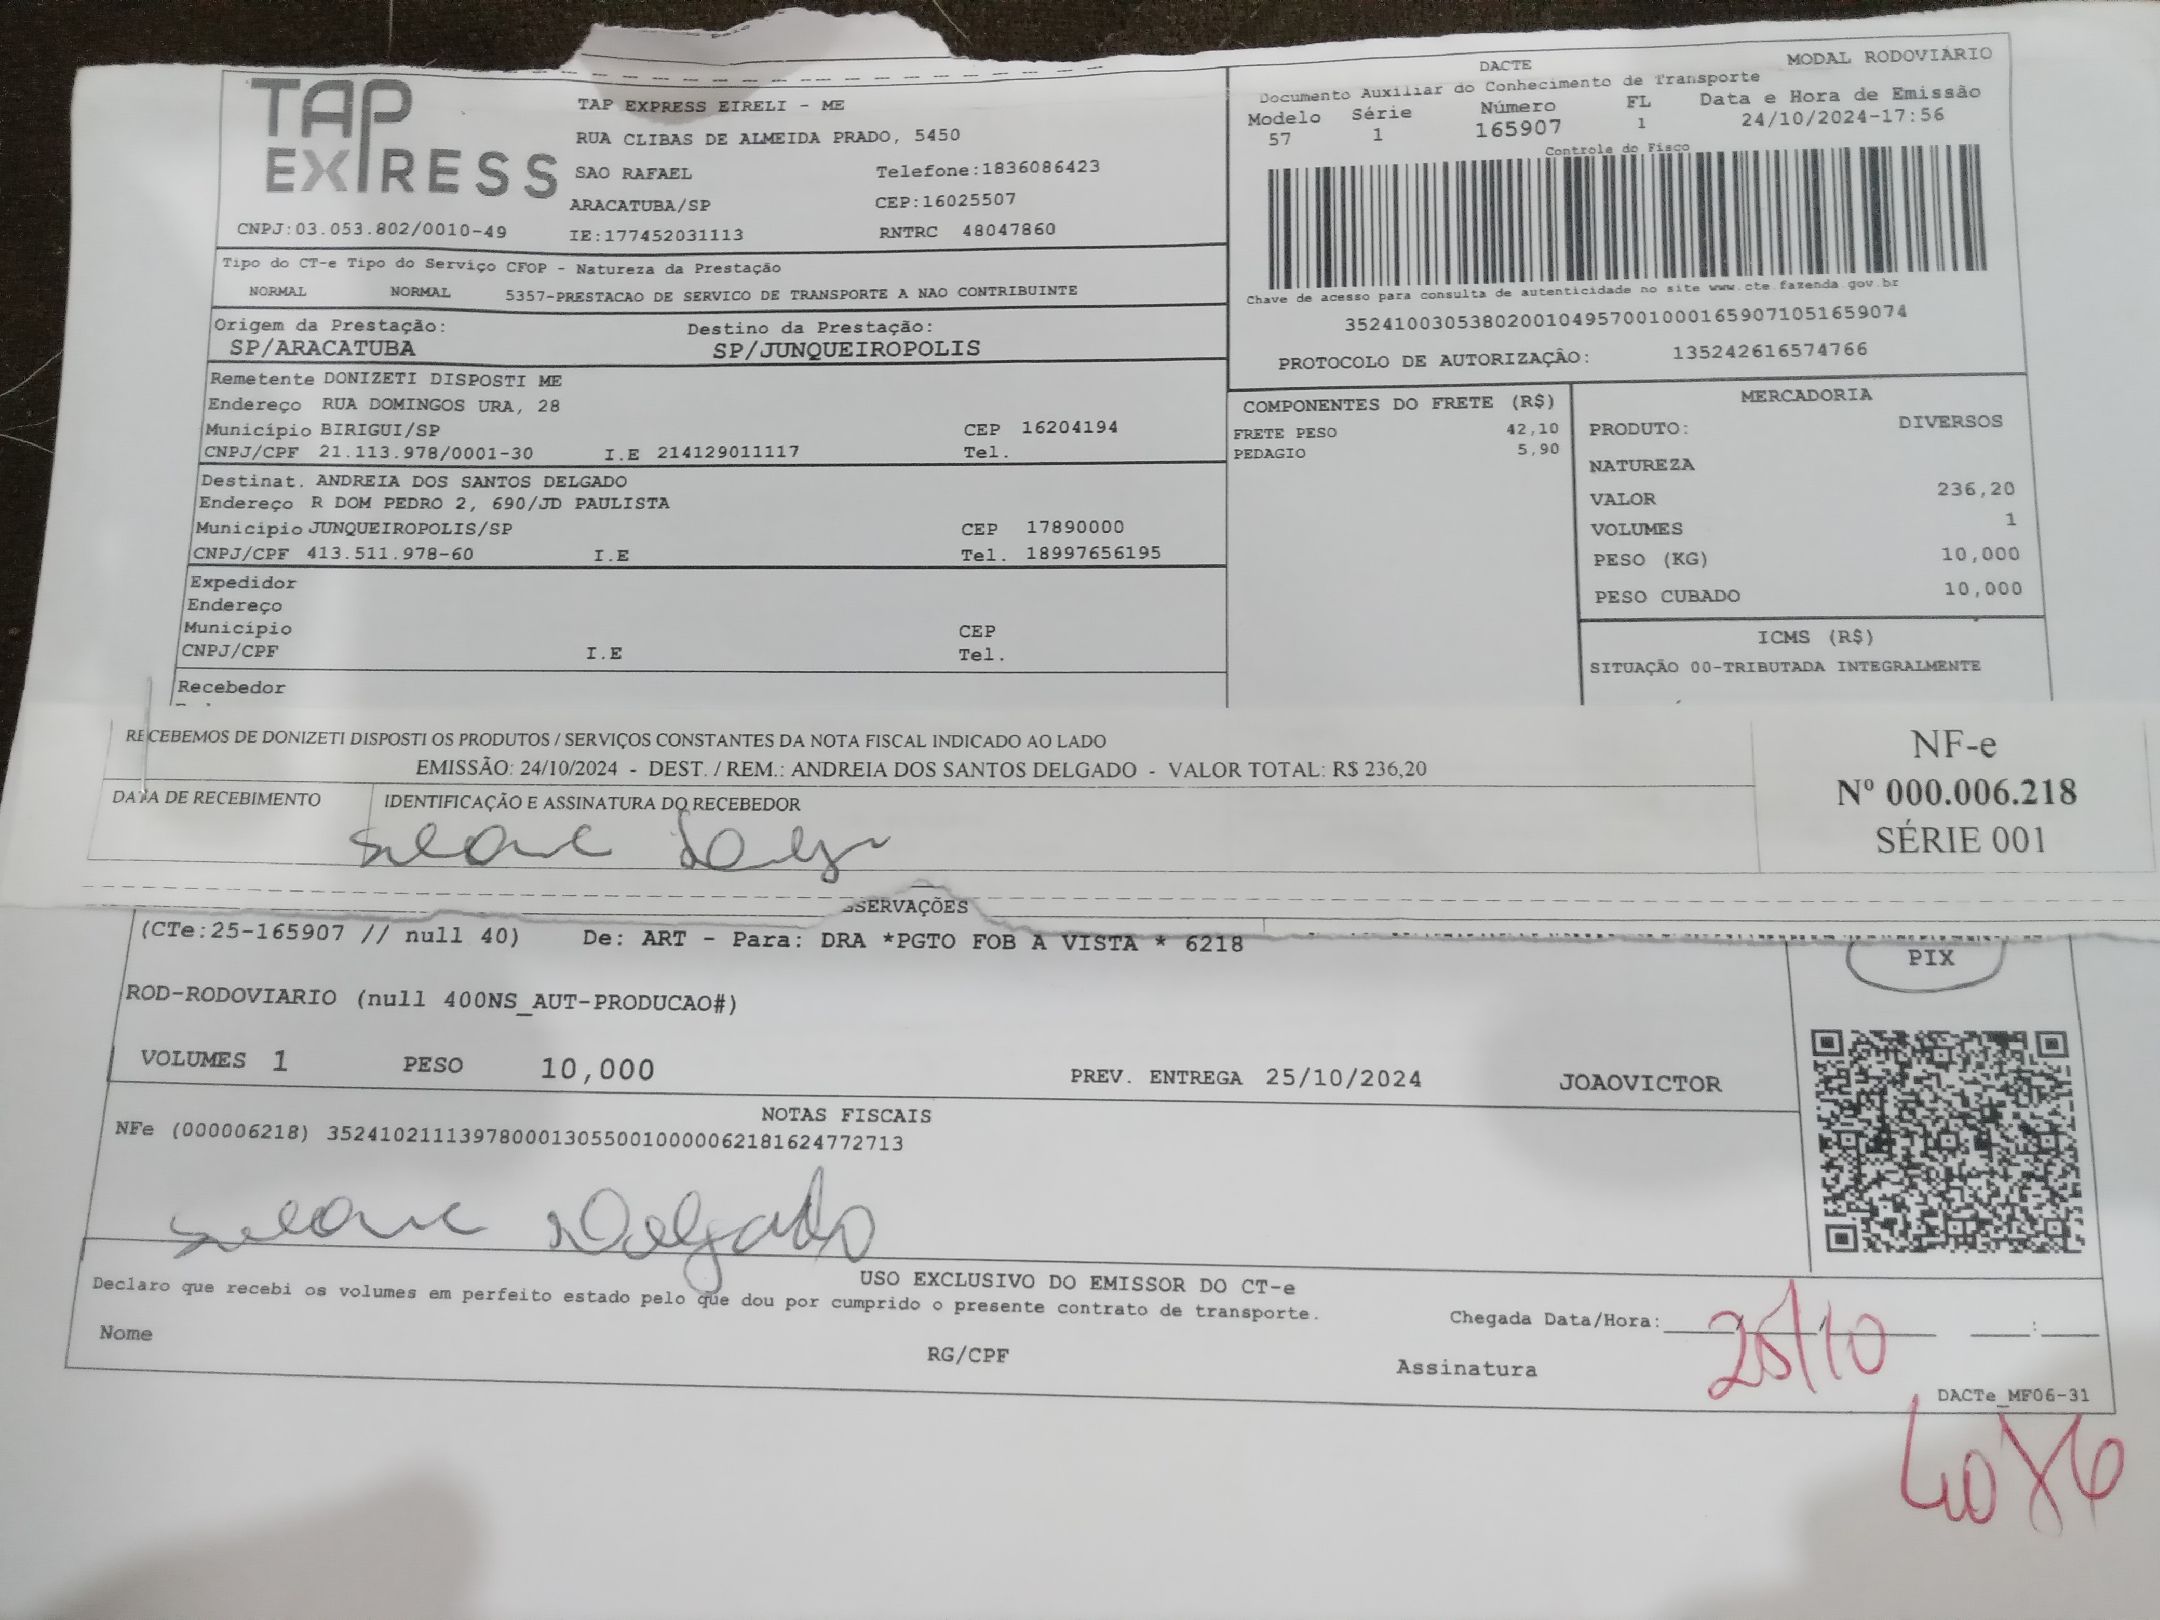 TAP EXPRESS
TAP EXPRESS EIRELI - ME
RUA CLIBAS DE ALMEIDA PRADO, 5450
SAO RAFAEL Telefone:1836086423
ARACATUBA/SP CEP:16025507
CNPJ:03.053.802/0010-49 IE:177452031113 RNTRC 48047860
DACTE MODAL RODOVIÁRIO
Documento Auxiliar do Conhecimento de Transporte
Modelo Série Número FL Data e Hora de Emissão
57 1 165907 1 24/10/2024-17:56
Controle do Fisco
Chave de acesso para consulta de autenticidade no site www.cte.fazenda.gov.br
35241003053802001049570010001659071051659074
PROTOCOLO DE AUTORIZAÇÃO: 135242616574766
Tipo do CT-e Tipo do Serviço CFOP - Natureza da Prestação
NORMAL NORMAL 5357-PRESTACAO DE SERVICO DE TRANSPORTE A NAO CONTRIBUINTE
Origem da Prestação: Destino da Prestação:
SP/ARACATUBA SP/JUNQUEIROPOLIS
Remetente DONIZETI DISPOSTI ME
Endereço RUA DOMINGOS URA, 28
Município BIRIGUI/SP CEP 16204194
CNPJ/CPF 21.113.978/0001-30 I.E 214129011117 Tel.
Destinat. ANDREIA DOS SANTOS DELGADO
Endereço R DOM PEDRO 2, 690/JD PAULISTA
Município JUNQUEIROPOLIS/SP CEP 17890000
CNPJ/CPF 413.511.978-60 I.E Tel. 18997656195
Expedidor
Endereço
Município CEP
CNPJ/CPF I.E Tel.
Recebedor
COMPONENTES DO FRETE (R$)
FRETE PESO 42,10
PEDAGIO 5,90
MERCADORIA
PRODUTO: DIVERSOS
NATUREZA
VALOR 236,20
VOLUMES 1
PESO (KG) 10,000
PESO CUBADO 10,000
ICMS (R$)
SITUAÇÃO 00-TRIBUTADA INTEGRALMENTE
RECEBEMOS DE DONIZETI DISPOSTI OS PRODUTOS / SERVIÇOS CONSTANTES DA NOTA FISCAL INDICADO AO LADO
EMISSÃO: 24/10/2024 - DEST. / REM.: ANDREIA DOS SANTOS DELGADO - VALOR TOTAL: R$ 236,20
DATA DE RECEBIMENTO IDENTIFICAÇÃO E ASSINATURA DO RECEBEDOR
NF-e
Nº 000.006.218
SÉRIE 001
SERVAÇÕES
(CTe:25-165907 // null 40) De: ART - Para: DRA *PGTO FOB A VISTA * 6218
PIX
ROD-RODOVIARIO (null 400NS_AUT-PRODUCAO#)
VOLUMES 1 PESO 10,000 PREV. ENTREGA 25/10/2024 JOAOVICTOR
NOTAS FISCAIS
NFe (000006218) 35241021113978000130550010000062181624772713
Delgado
USO EXCLUSIVO DO EMISSOR DO CT-e
Declaro que recebi os volumes em perfeito estado pelo que dou por cumprido o presente contrato de transporte.
Chegada Data/Hora:____/____/____ ___:___
25/10
Nome RG/CPF Assinatura
DACTe_MF06-31